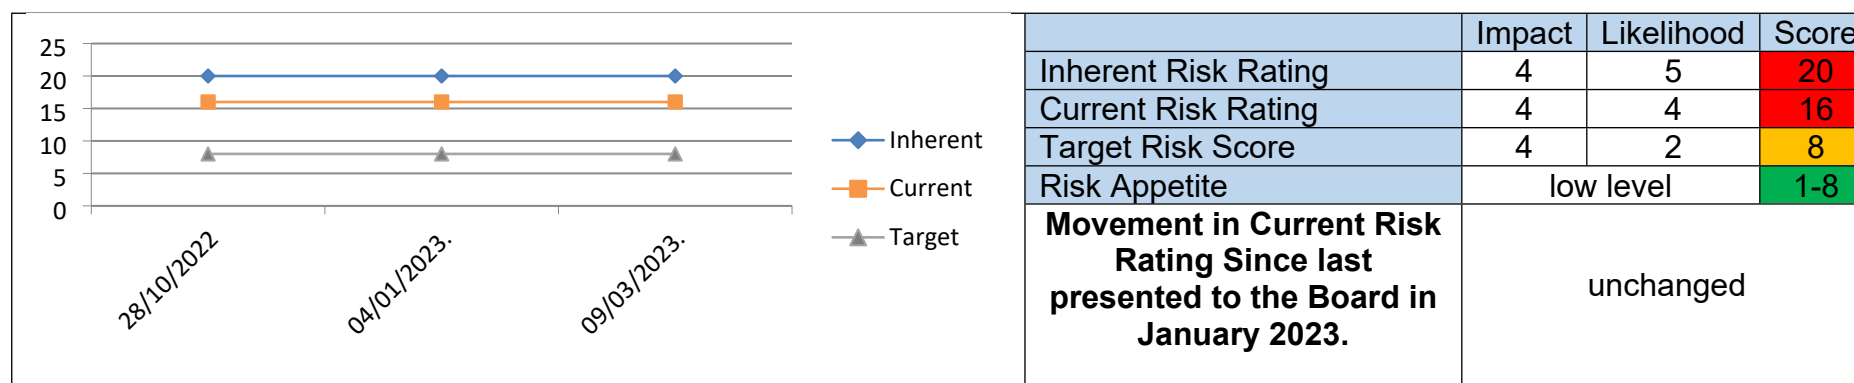 25
20
15
10
5
0
28/10/2022
04/01/2023.
09/03/2023.
Inherent
Current
Target
Impact Likelihood Score
Inherent Risk Rating 4 5 20
Current Risk Rating 4 4 16
Target Risk Score 4 2 8
Risk Appetite low level 1-8
Movement in Current Risk
Rating Since last
presented to the Board in
January 2023.
unchanged